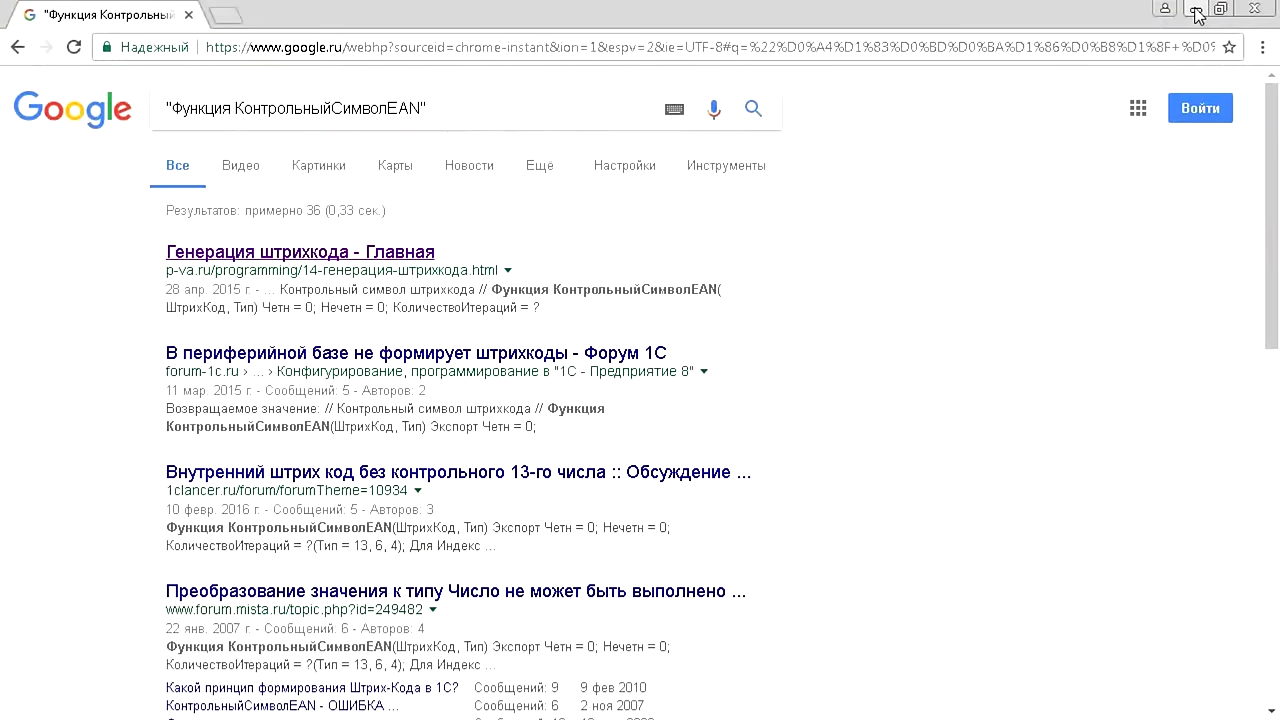 "Функция Контрольный
Надежный
https://www.google.ru/webhp?sourceid=chrome-instant&ion=1&espv=2&ie=UTF-8#q=%22%D0%A4%D1%83%D0%BD%D0%BA%D1%86%D0%B8%D1%8F+%D0%
Google
"Функция КонтрольныйСимволEAN"
Войти
Все Видео Картинки Карты Новости Ещё Настройки Инструменты
Результатов: примерно 36 (0,33 сек.)
Генерация штрихкода - Главная
p-va.ru/programming/14-генерация-штрихкода.html
28 апр. 2015 г. - ... Контрольный символ штрихкода // Функция КонтрольныйСимволEAN(
ШтрихКод, Тип) Четн = 0; Нечетн = 0; КоличествоИтераций = ?
В периферийной базе не формирует штрихкоды - Форум 1С
forum-1c.ru › ... › Конфигурирование, программирование в "1С - Предприятие 8"
11 мар. 2015 г. - Сообщений: 5 - Авторов: 2
Возвращаемое значение: // Контрольный символ штрихкода // Функция
КонтрольныйСимволEAN(ШтрихКод, Тип) Экспорт Четн = 0;
Внутренний штрих код без контрольного 13-го числа :: Обсуждение ...
1clancer.ru/forum/forumTheme=10934
10 февр. 2016 г. - Сообщений: 5 - Авторов: 3
Функция КонтрольныйСимволEAN(ШтрихКод, Тип) Экспорт Четн = 0; Нечетн = 0;
КоличествоИтераций = ?(Тип = 13, 6, 4); Для Индекс ...
Преобразование значения к типу Число не может быть выполнено ...
www.forum.mista.ru/topic.php?id=249482
22 янв. 2007 г. - Сообщений: 6 - Авторов: 4
Функция КонтрольныйСимволEAN(ШтрихКод, Тип) Экспорт Четн = 0; Нечетн = 0;
КоличествоИтераций = ?(Тип = 13, 6, 4); Для Индекс ...
Какой принцип формирования Штрих-Кода в 1С? Сообщений: 9 9 фев 2010
КонтрольныйСимволEAN - ОШИБКА ... Сообщений: 6 2 ноя 2007